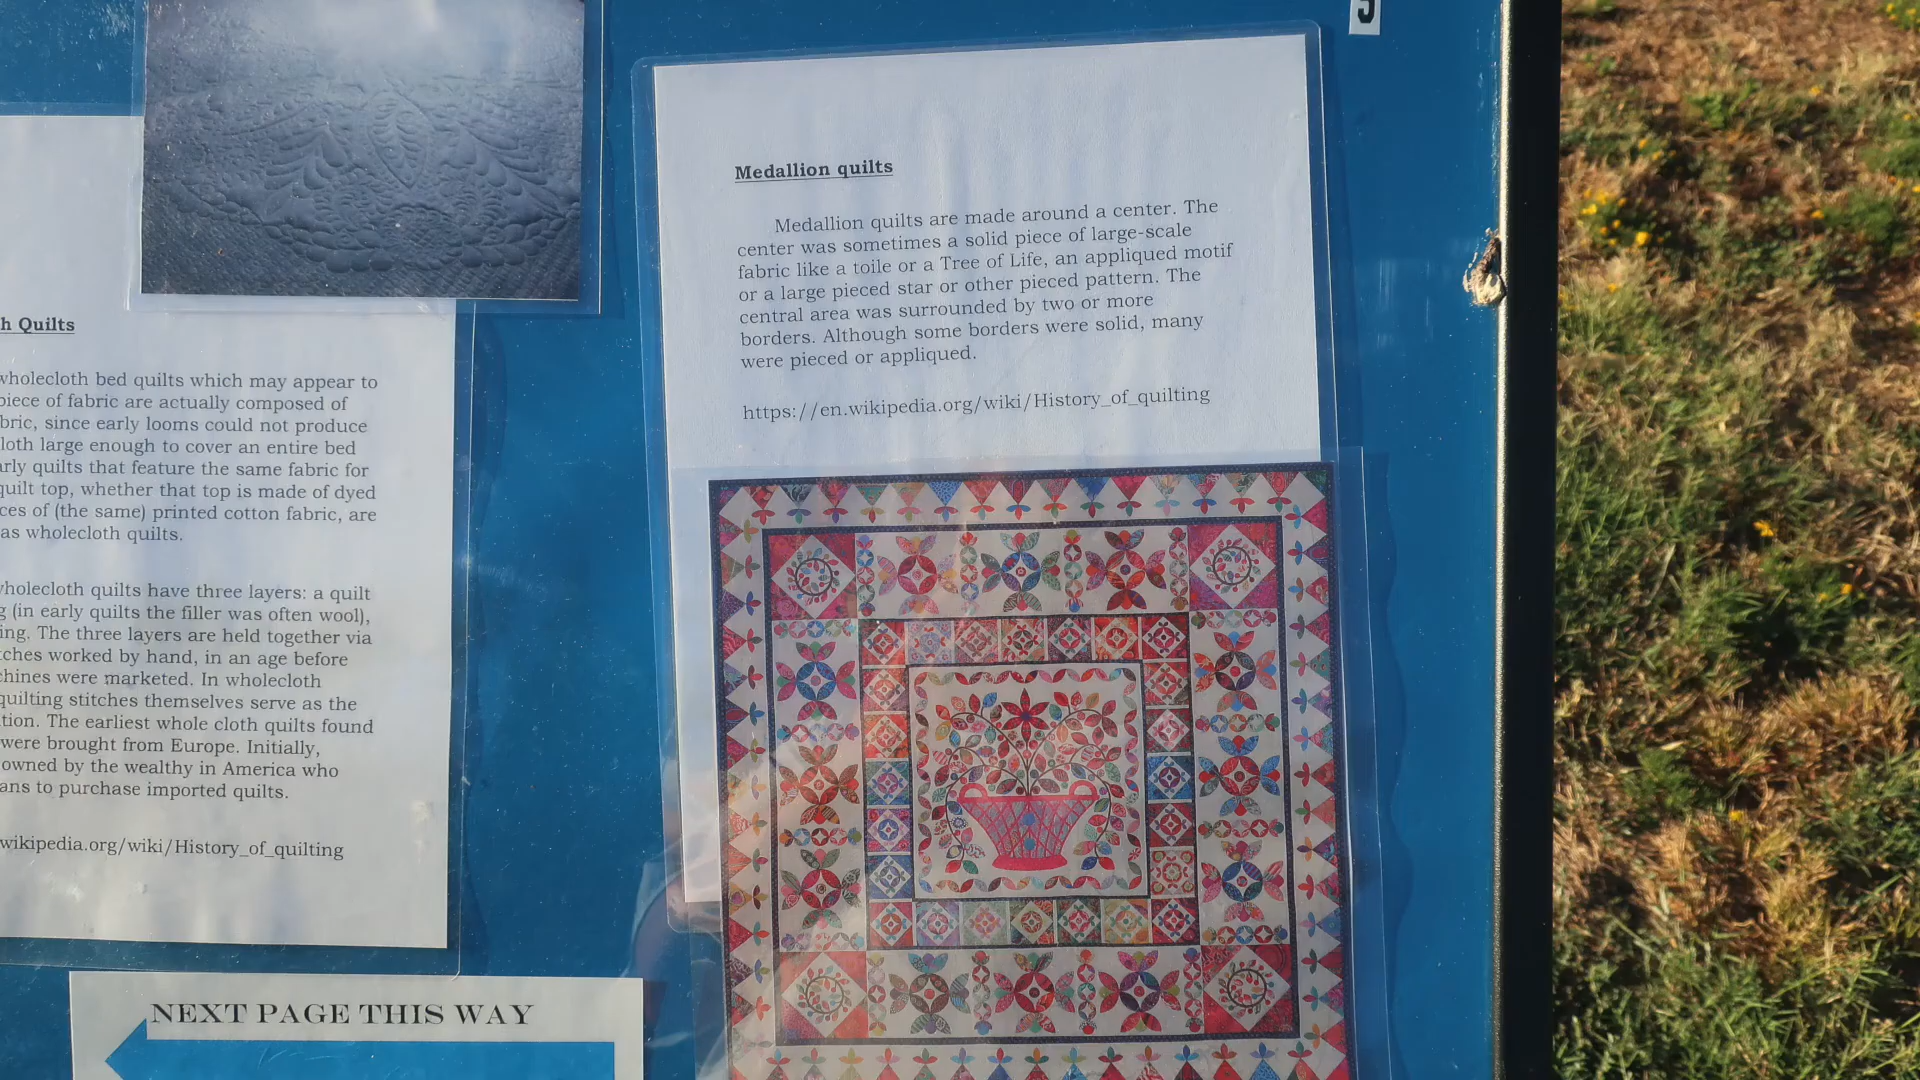 h Quilts
wholecloth bed quilts which may appear to
piece of fabric are actually composed of
bric, since early looms could not produce
loth large enough to cover an entire bed
arly quilts that feature the same fabric for
quilt top, whether that top is made of dyed
ces of (the same) printed cotton fabric, are
as wholecloth quilts.
wholecloth quilts have three layers: a quilt
g (in early quilts the filler was often wool),
ing. The three layers are held together via
tches worked by hand, in an age before
chines were marketed. In wholecloth
quilting stitches themselves serve as the
tion. The earliest whole cloth quilts found
were brought from Europe. Initially,
owned by the wealthy in America who
ans to purchase imported quilts.
wikipedia.org/wiki/History_of_quilting
NEXT PAGE THIS WAY
Medallion quilts
Medallion quilts are made around a center. The
center was sometimes a solid piece of large-scale
fabric like a toile or a Tree of Life, an appliqued motif
or a large pieced star or other pieced pattern. The
central area was surrounded by two or more
borders. Although some borders were solid, many
were pieced or appliqued.
https://en.wikipedia.org/wiki/History_of_quilting